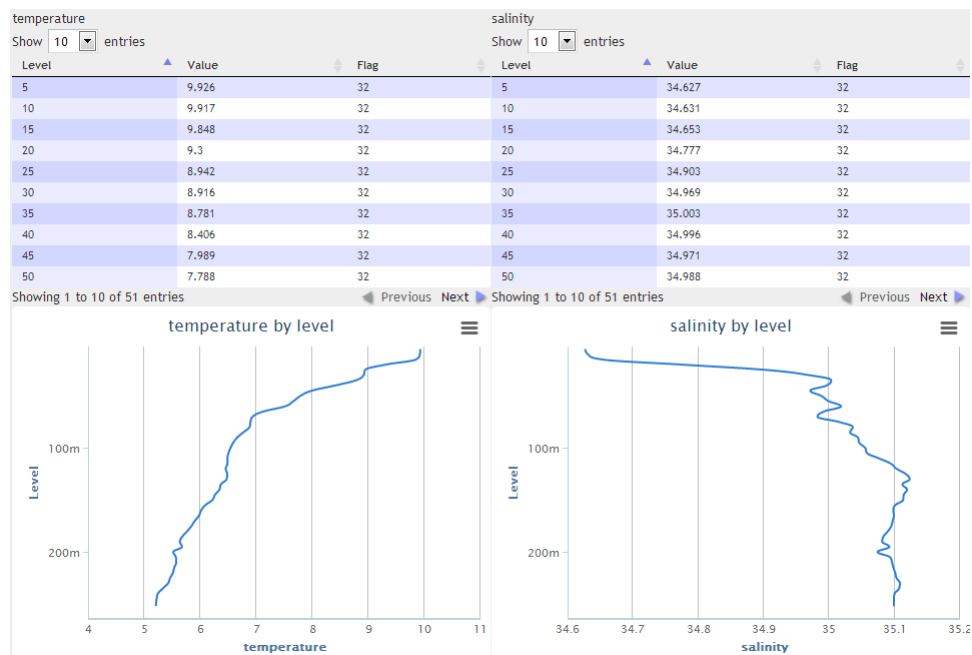 temperature
Show 10 entries
Level Value Flag
5 9.926 32
10 9.917 32
15 9.848 32
20 9.3 32
25 8.942 32
30 8.916 32
35 8.781 32
40 8.406 32
45 7.989 32
50 7.788 32
Showing 1 to 10 of 51 entries Previous Next
temperature by level
100m
200m
Level
4 5 6 7 8 9 10 11
temperature
salinity
Show 10 entries
Level Value Flag
5 34.627 32
10 34.631 32
15 34.653 32
20 34.777 32
25 34.903 32
30 34.969 32
35 35.003 32
40 34.996 32
45 34.971 32
50 34.988 32
Showing 1 to 10 of 51 entries Previous Next
salinity by level
100m
200m
Level
34.6 34.7 34.8 34.9 35 35.1 35.2
salinity